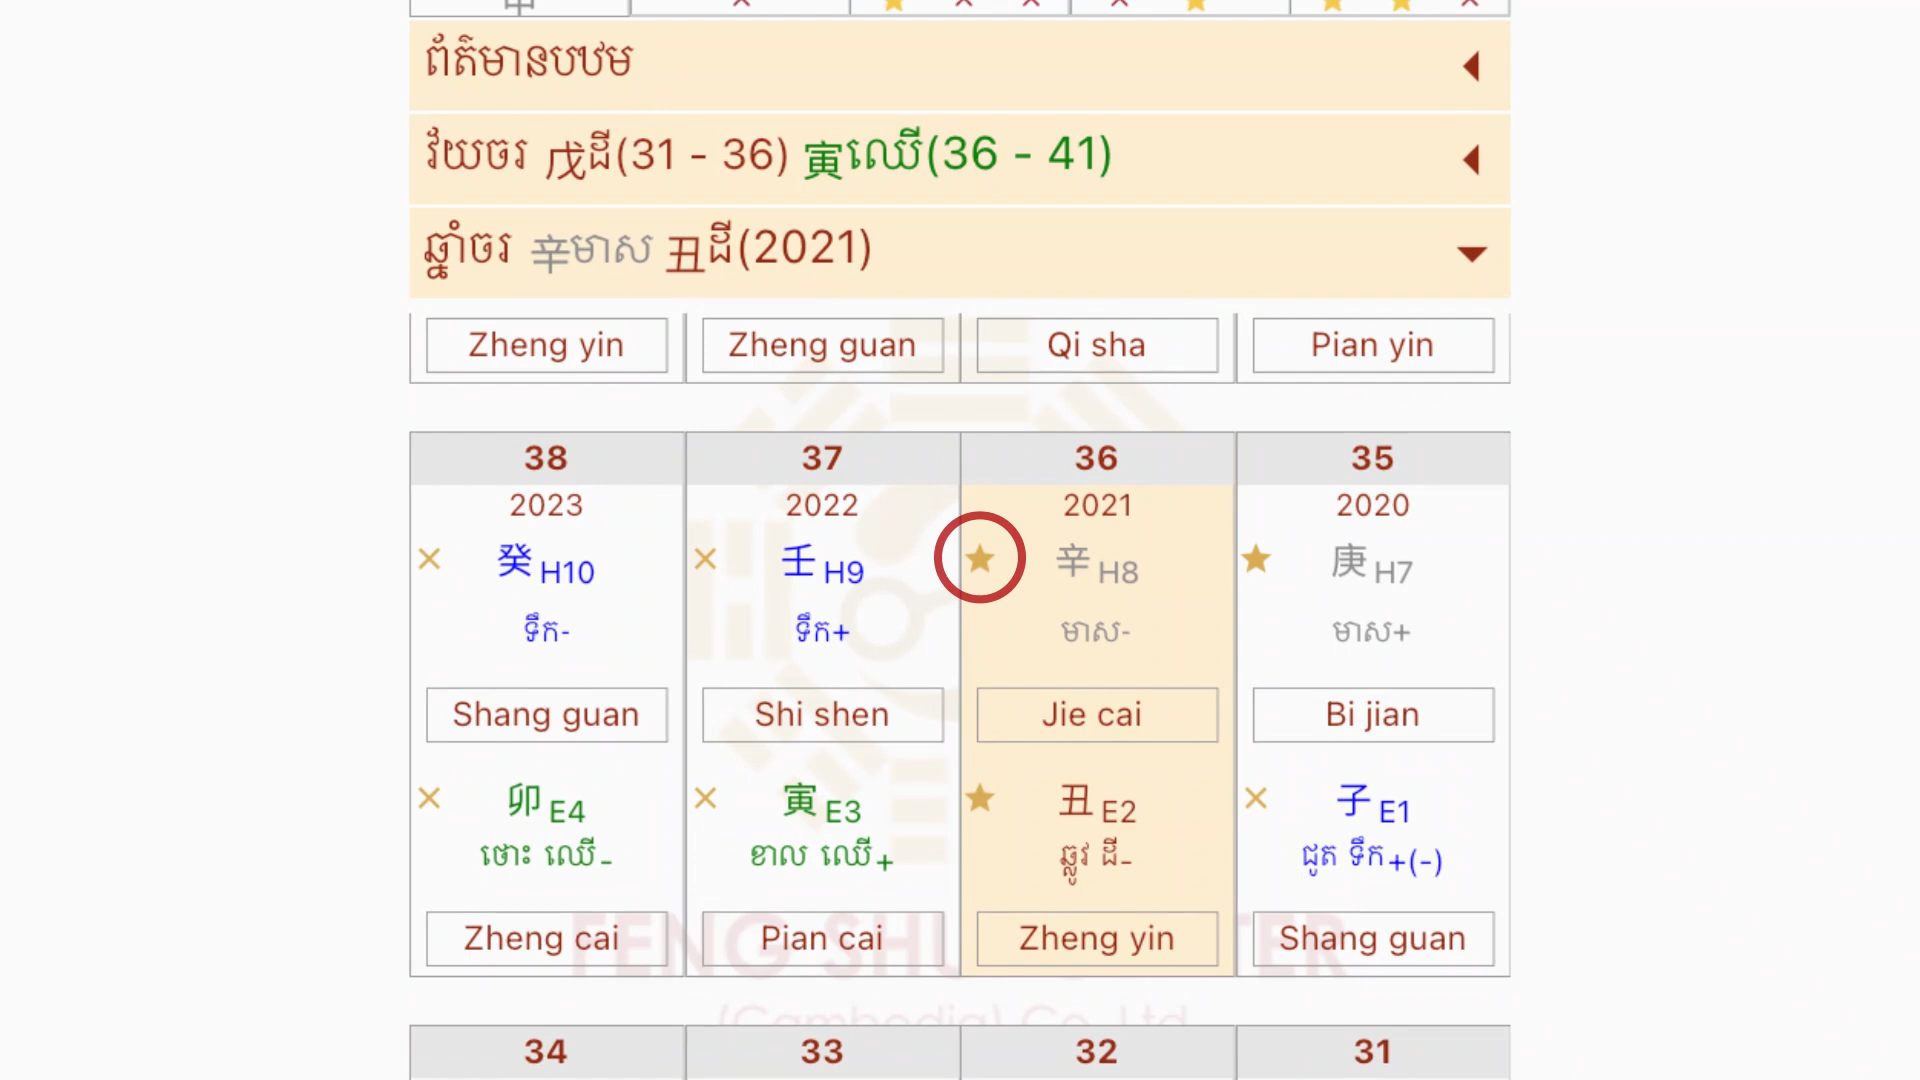 ព័ត៌មានបឋម
វ័យចរ 戊ដី(31 - 36) 寅ឈើ(36 - 41)
ឆ្នាំចរ 辛មាស 丑ដី(2021)
Zheng yin Zheng guan Qi sha Pian yin
38 37 36 35
2023 2022 2021 2020
癸 H10 壬 H9 辛 H8 庚 H7
ទឹក- ទឹក+ មាស- មាស+
Shang guan Shi shen Jie cai Bi jian
卯 E4 寅 E3 丑 E2 子 E1
ថោះ ឈើ- ខាល ឈើ+ ឆ្លូវ ដី- ជូត ទឹក+(-)
Zheng cai Pian cai Zheng yin Shang guan
(Cambodia) Co. Ltd
34 33 32 31